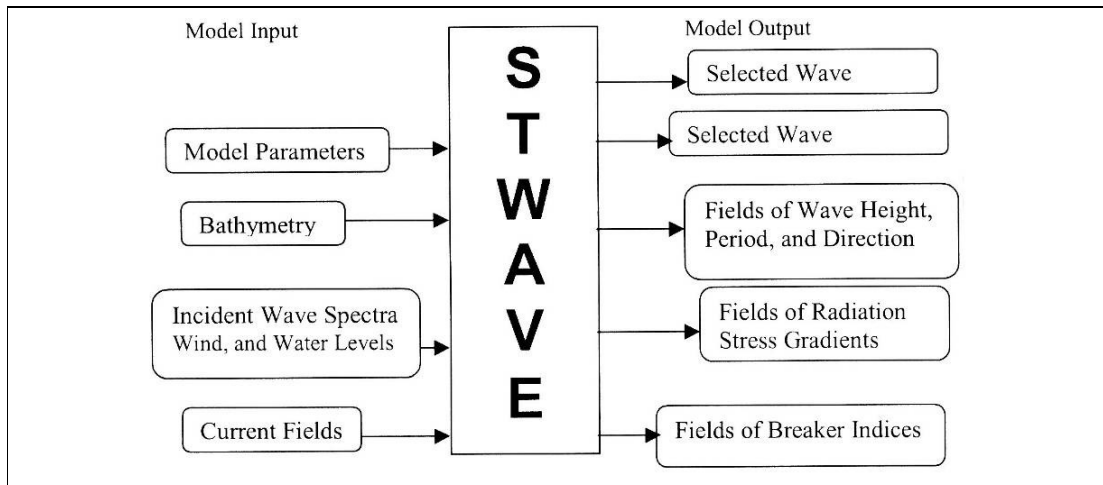 Model Input
Model Parameters
Bathymetry
Incident Wave Spectra
Wind, and Water Levels
Current Fields
S
T
W
A
V
E
Model Output
Selected Wave
Selected Wave
Fields of Wave Height,
Period, and Direction
Fields of Radiation
Stress Gradients
Fields of Breaker Indices